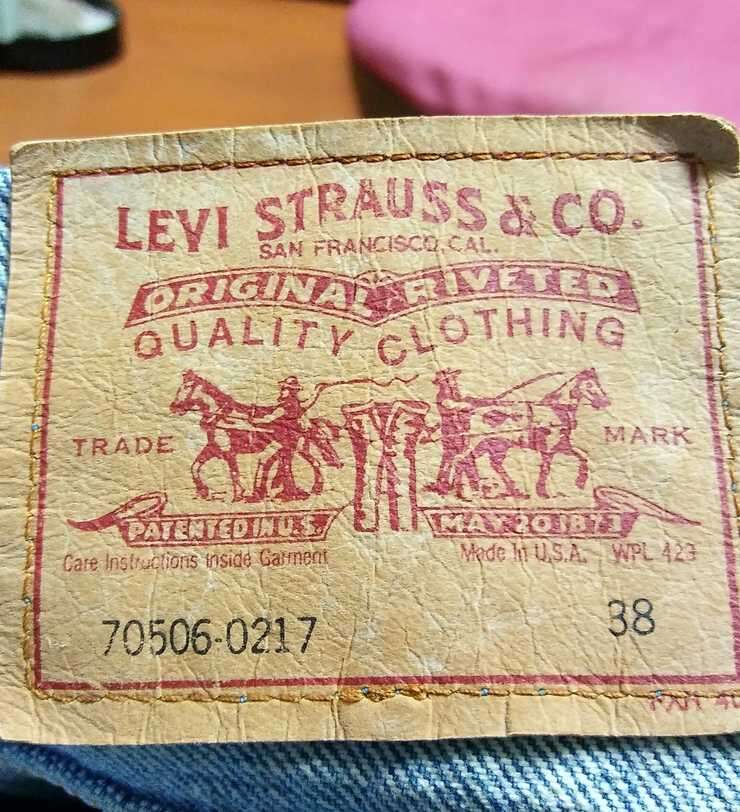 LEVI STRAUSS & CO.
SAN FRANCISCO, CAL.
ORIGINAL RIVETED
QUALITY CLOTHING
TRADE MARK
PATENTED IN U.S. MAY 20 1873
Care Instructions Inside Garment Made In U.S.A. WPL 423
70506-0217 38